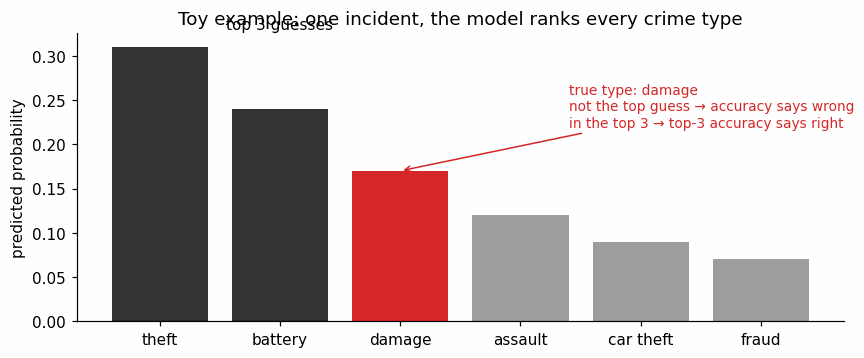 Toy example: one incident, the model ranks every crime type
top 3 guesses
predicted probability
0.30
0.25
0.20
0.15
0.10
0.05
0.00
true type: damage
not the top guess → accuracy says wrong
in the top 3 → top-3 accuracy says right
theft battery damage assault car theft fraud